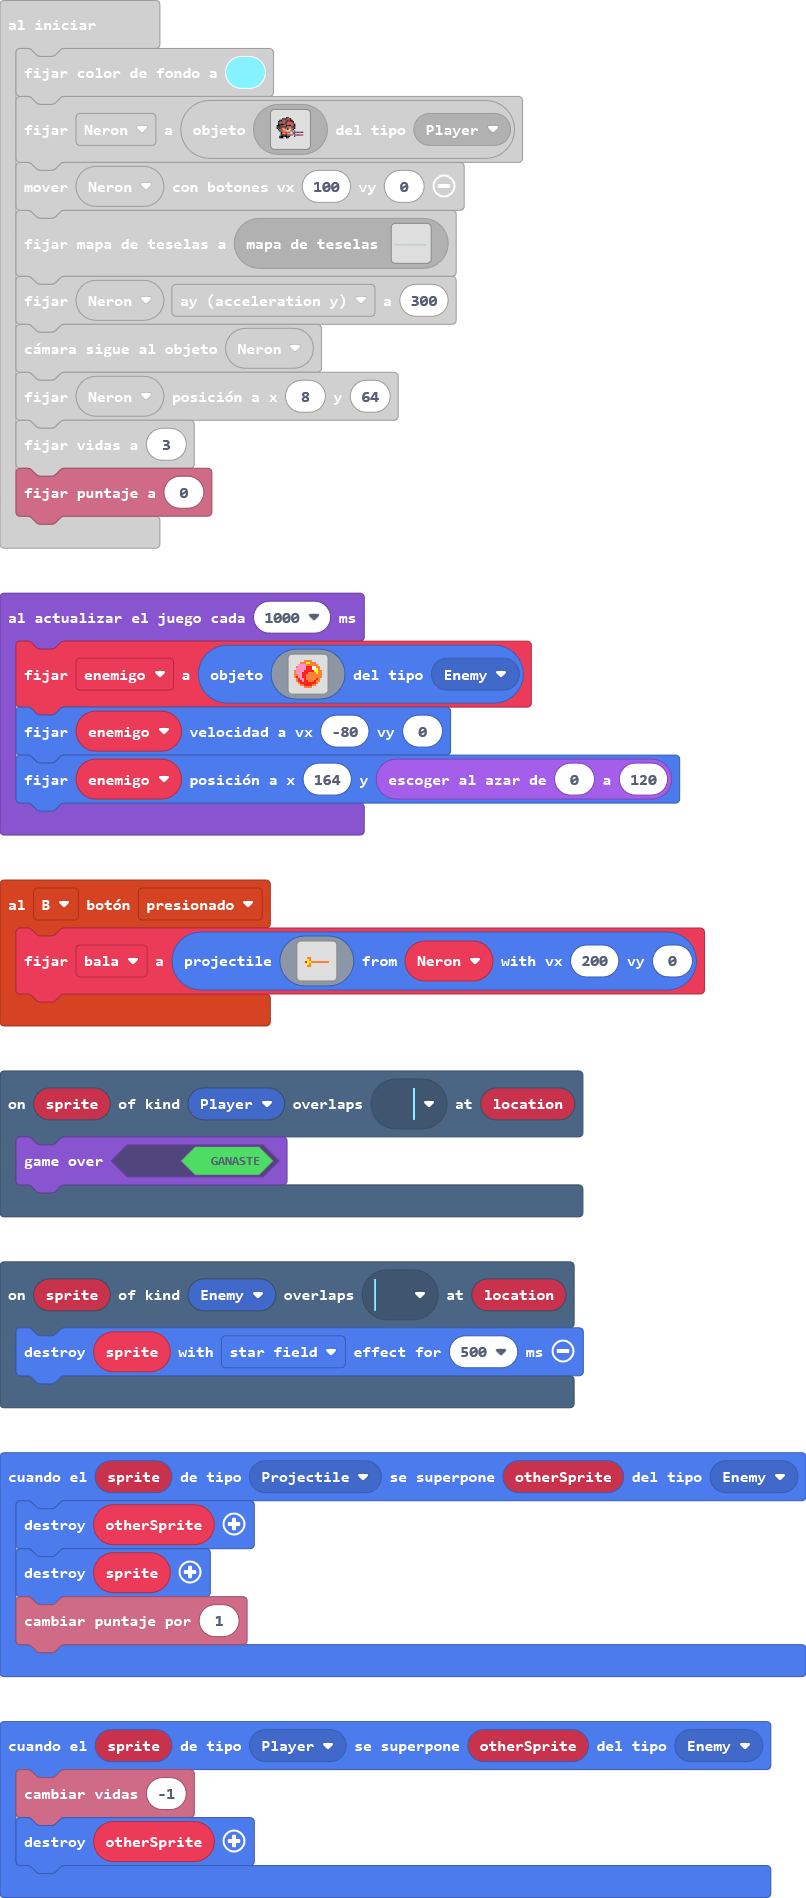 al iniciar
fijar color de fondo a
fijar Neron a objeto del tipo Player
mover Neron con botones vx 100 vy 0
fijar mapa de teselas a mapa de teselas
fijar Neron ay (acceleration y) a 300
cámara sigue al objeto Neron
fijar Neron posición a x 8 y 64
fijar vidas a 3
fijar puntaje a 0
al actualizar el juego cada 1000 ms
fijar enemigo a objeto del tipo Enemy
fijar enemigo velocidad a vx -80 vy 0
fijar enemigo posición a x 164 y escoger al azar de 0 a 120
al B botón presionado
fijar bala a projectile from Neron with vx 200 vy 0
on sprite of kind Player overlaps at location
game over GANASTE
on sprite of kind Enemy overlaps at location
destroy sprite with star field effect for 500 ms
cuando el sprite de tipo Projectile se superpone otherSprite del tipo Enemy
destroy otherSprite
destroy sprite
cambiar puntaje por 1
cuando el sprite de tipo Player se superpone otherSprite del tipo Enemy
cambiar vidas -1
destroy otherSprite